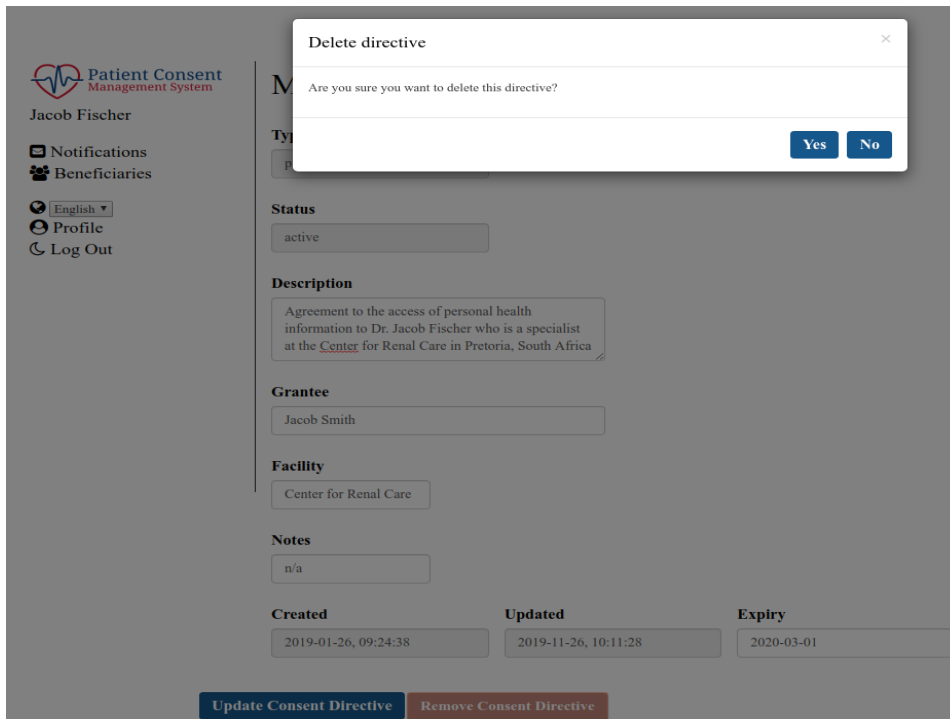 Delete directive
×
Are you sure you want to delete this directive?
Yes No
Patient Consent
Management System
Jacob Fischer
Notifications
Beneficiaries
English
Profile
Log Out
M
Typ
p
Status
active
Description
Agreement to the access of personal health
information to Dr. Jacob Fischer who is a specialist
at the Center for Renal Care in Pretoria, South Africa
Grantee
Jacob Smith
Facility
Center for Renal Care
Notes
n/a
Created Updated Expiry
2019-01-26, 09:24:38 2019-11-26, 10:11:28 2020-03-01
Update Consent Directive Remove Consent Directive